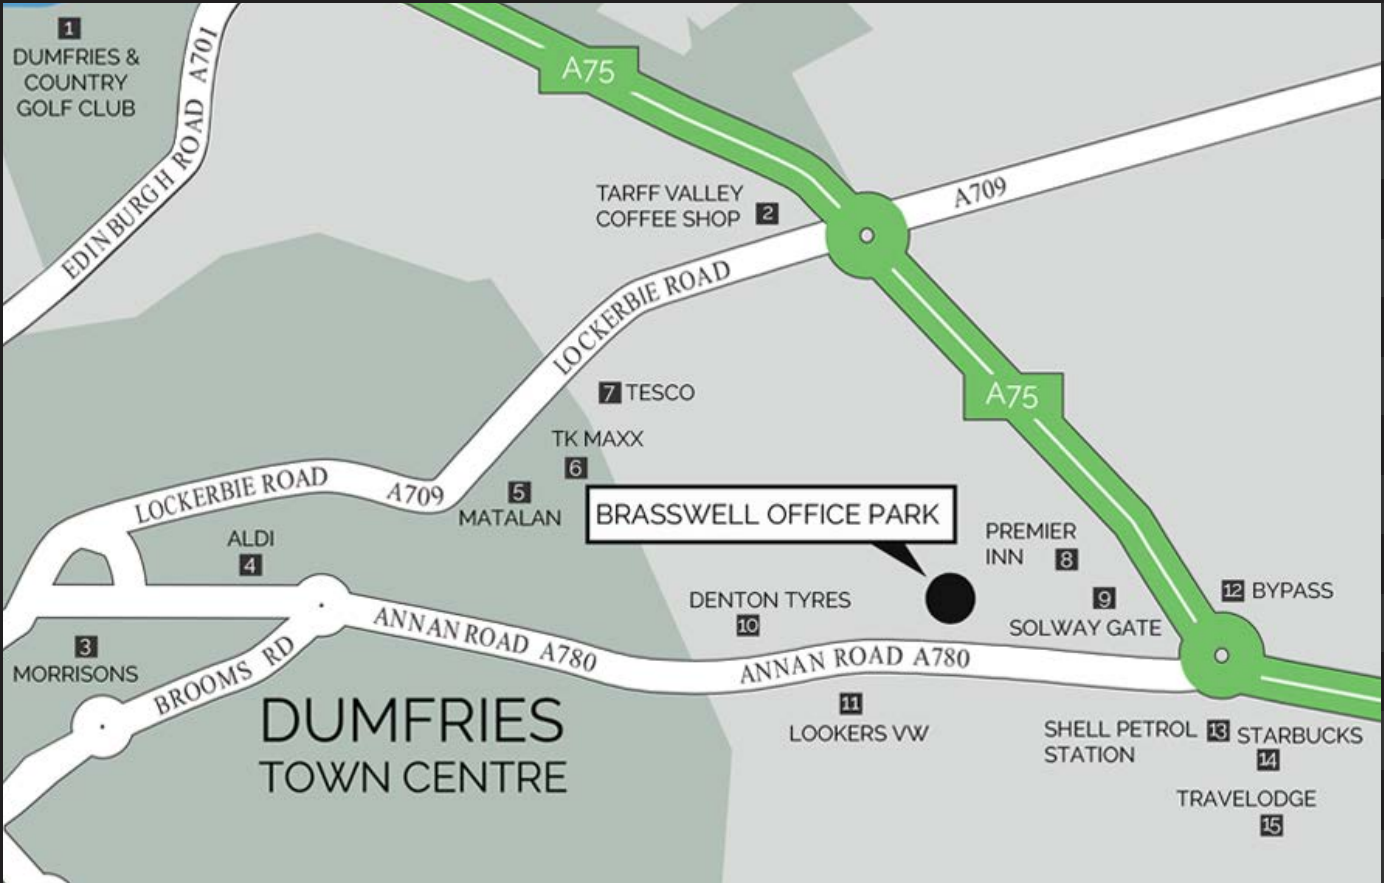 1
DUMFRIES &
COUNTRY
GOLF CLUB
EDINBURGH ROAD A701
A75
TARFF VALLEY
COFFEE SHOP 2
A709
LOCKERBIE ROAD
A75
7 TESCO
TK MAXX
6
5
MATALAN
LOCKERBIE ROAD A709
BRASSWELL OFFICE PARK
ALDI
4
PREMIER
INN 8
9
SOLWAY GATE
12 BYPASS
DENTON TYRES
10
ANNAN ROAD A780
ANNAN ROAD A780
3
MORRISONS
BROOMS RD
DUMFRIES
TOWN CENTRE
11
LOOKERS VW
SHELL PETROL 13
STATION
STARBUCKS
14
TRAVELODGE
15